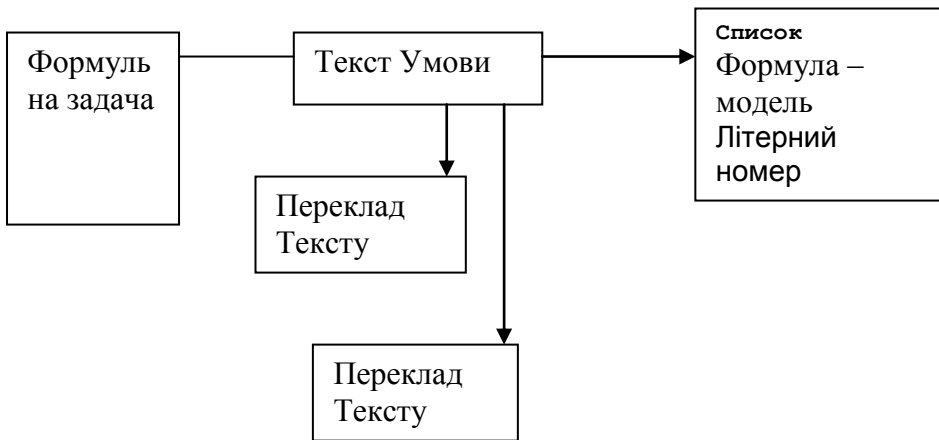 Формуль
на задача
Текст Умови
Список
Формула –
модель
Літерний
номер
Переклад
Тексту
Переклад
Тексту